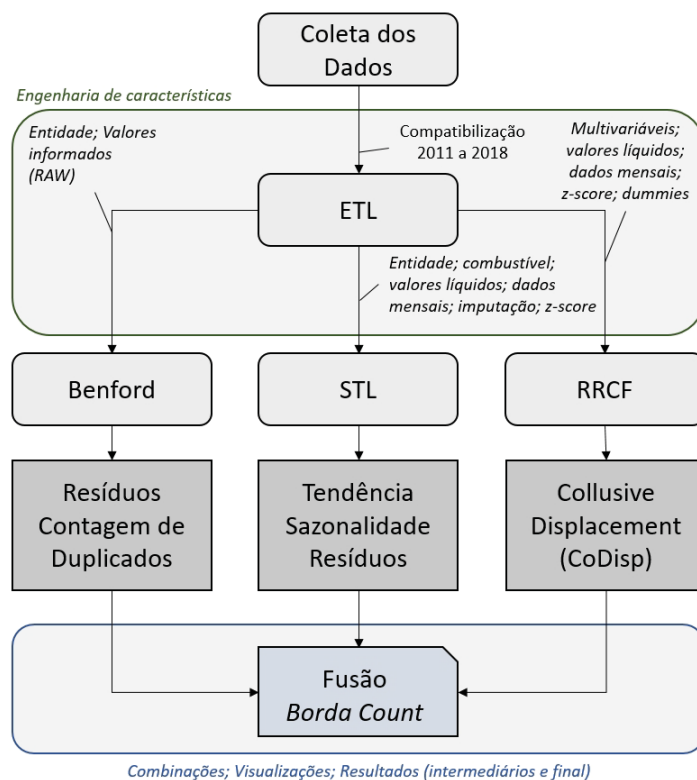 Coleta dos
Dados
Engenharia de características
Entidade; Valores
informados
(RAW)
Compatibilização
2011 a 2018
Multivariáveis;
valores líquidos;
dados mensais;
z-score; dummies
ETL
Entidade; combustível;
valores líquidos; dados
mensais; imputação; z-score
Benford
STL
RRCF
Resíduos
Contagem de
Duplicados
Tendência
Sazonalidade
Resíduos
Collusive
Displacement
(CoDisp)
Fusão
Borda Count
Combinações; Visualizações; Resultados (intermediários e final)